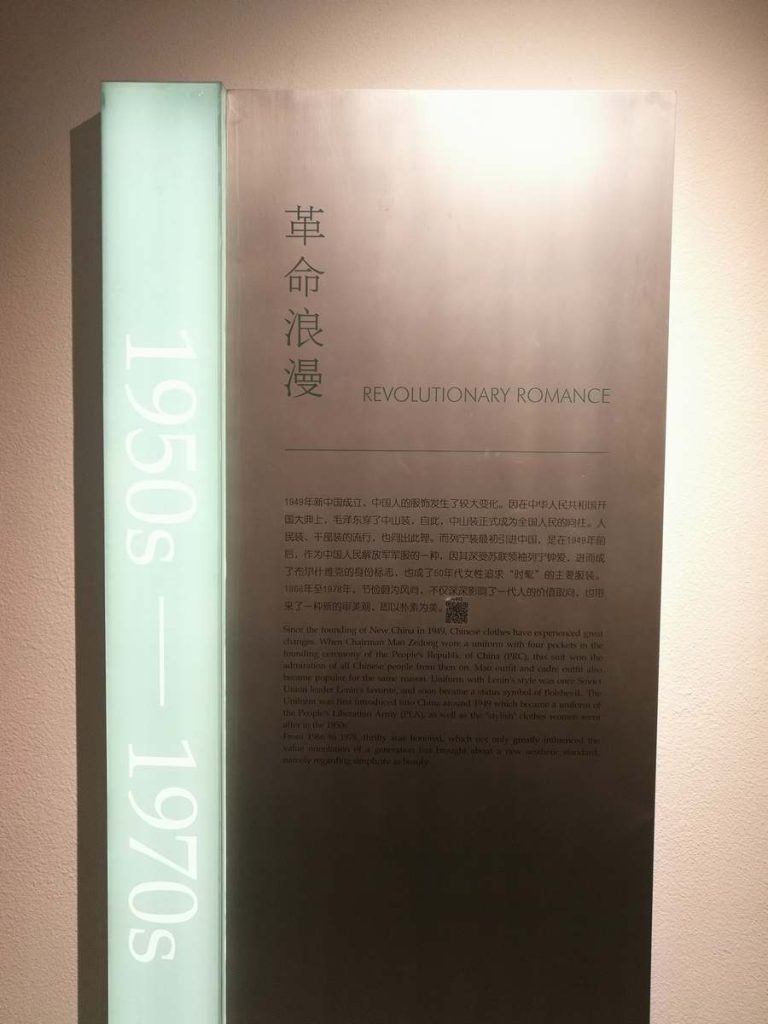 1950s — 1970s
革命浪漫
REVOLUTIONARY ROMANCE
1949年新中国成立，中国人的服饰发生了较大变化。因在中华人民共和国开
国大典上，毛泽东穿了中山装，自此，中山装正式成为全国人民的向往。人
民装、干部装的流行，也同出此理。而列宁装最初引进中国，是在1949年前
后，作为中国人民解放军军服的一种，因其深受苏联领袖列宁钟爱，进而成
了布尔什维克的身份标志，也成了50年代女性追求“时髦”的主要服装。
1966年至1978年，节俭蔚为风尚，不仅深深影响了一代人的价值取向，也带
来了一种新的审美观，即以朴素为美。
Since the founding of New China in 1949, Chinese clothes have experienced great
changes. When Chairman Mao Zedong wore a uniform with four pockets in the
founding ceremony of the People's Republic of China (PRC), this suit won the
admiration of all Chinese people from then on. Mao outfit and cadre outfit also
became popular for the same reason. Uniform with Lenin's style was once Soviet
Union leader Lenin's favorite, and soon became a status symbol of Bolshevik. The
Uniform was first introduced into China around 1949 which became a uniform of
the People's Liberation Army (PLA), as well as the "stylish" clothes women went
after in the 1950s.
From 1966 to 1978, thrifty was honored, which not only greatly influenced the
value orientation of a generation but brought about a new aesthetic standard,
namely regarding simplicity as beauty.